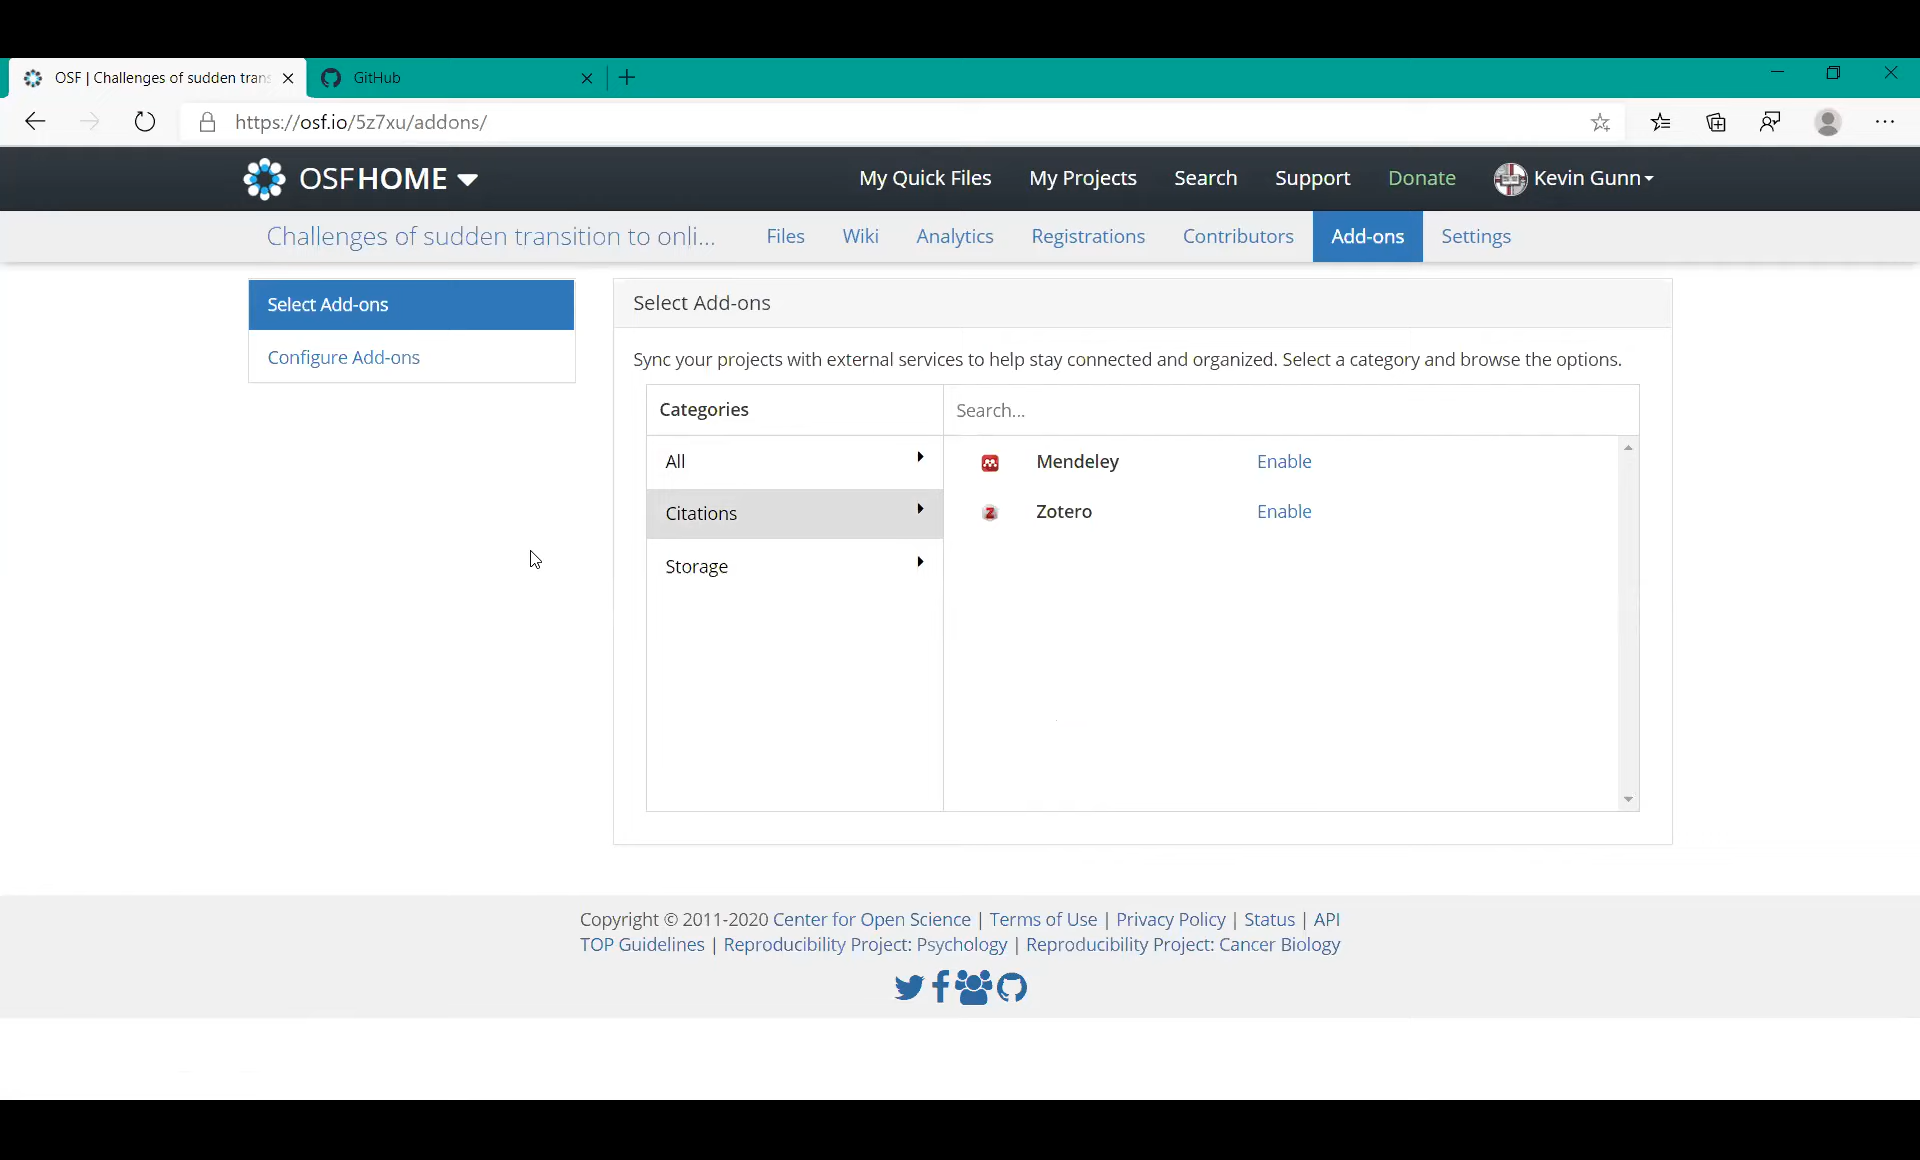 OSF | Challenges of sudden trans
GitHub
https://osf.io/5z7xu/addons/
OSFHOME
My Quick Files
My Projects
Search
Support
Donate
Kevin Gunn
Challenges of sudden transition to onli...
Files
Wiki
Analytics
Registrations
Contributors
Add-ons
Settings
Select Add-ons
Configure Add-ons
Select Add-ons
Sync your projects with external services to help stay connected and organized. Select a category and browse the options.
Categories
Search...
All
Citations
Storage
Mendeley Enable
Zotero Enable
Copyright © 2011-2020 Center for Open Science | Terms of Use | Privacy Policy | Status | API
TOP Guidelines | Reproducibility Project: Psychology | Reproducibility Project: Cancer Biology